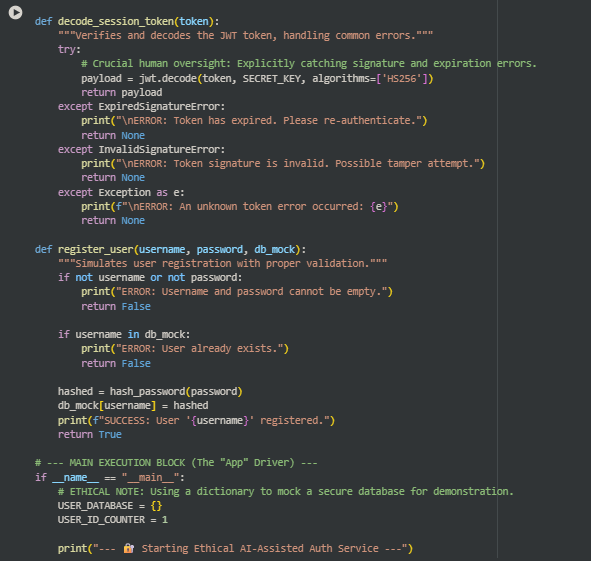 def decode_session_token(token):
    """Verifies and decodes the JWT token, handling common errors."""
    try:
        # Crucial human oversight: Explicitly catching signature and expiration errors.
        payload = jwt.decode(token, SECRET_KEY, algorithms=['HS256'])
        return payload
    except ExpiredSignatureError:
        print("\nERROR: Token has expired. Please re-authenticate.")
        return None
    except InvalidSignatureError:
        print("\nERROR: Token signature is invalid. Possible tamper attempt.")
        return None
    except Exception as e:
        print(f"\nERROR: An unknown token error occurred: {e}")
        return None

def register_user(username, password, db_mock):
    """Simulates user registration with proper validation."""
    if not username or not password:
        print("ERROR: Username and password cannot be empty.")
        return False

    if username in db_mock:
        print("ERROR: User already exists.")
        return False

    hashed = hash_password(password)
    db_mock[username] = hashed
    print(f"SUCCESS: User '{username}' registered.")
    return True

# --- MAIN EXECUTION BLOCK (The "App" Driver) ---
if __name__ == "__main__":
    # ETHICAL NOTE: Using a dictionary to mock a secure database for demonstration.
    USER_DATABASE = {}
    USER_ID_COUNTER = 1

    print("--- 🔐 Starting Ethical AI-Assisted Auth Service ---")